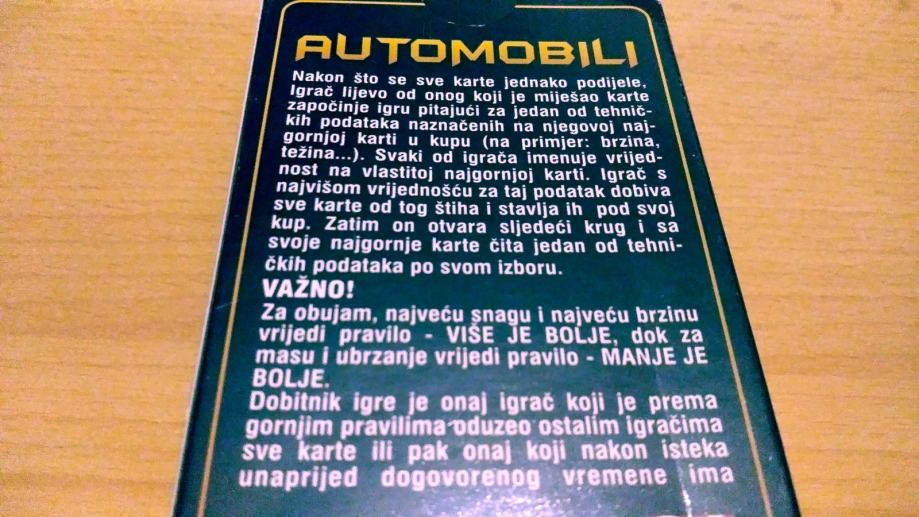 AUTOMOBILI
Nakon što se sve karte jednako podijele,
Igrač lijevo od onog koji je miješao karte
započinje igru pitajući za jedan od tehnič-
kih podataka naznačenih na njegovoj naj-
gornjoj karti u kupu (na primjer: brzina,
težina...). Svaki od igrača imenuje vrijed-
nost na vlastitoj najgornjoj karti. Igrač s
najvišom vrijednošću za taj podatak dobiva
sve karte od tog štiha i stavlja ih pod svoj
kup. Zatim on otvara sljedeći krug i sa
svoje najgornje karte čita jedan od tehni-
čkih podataka po svom izboru.
VAŽNO!
Za obujam, najveću snagu i najveću brzinu
vrijedi pravilo - VIŠE JE BOLJE, dok za
masu i ubrzanje vrijedi pravilo - MANJE JE
BOLJE.
Dobitnik igre je onaj igrač koji je prema
gornjim pravilima oduzeo ostalim igračima
sve karte ili pak onaj koji nakon isteka
unaprijed dogovorenog vremena ima